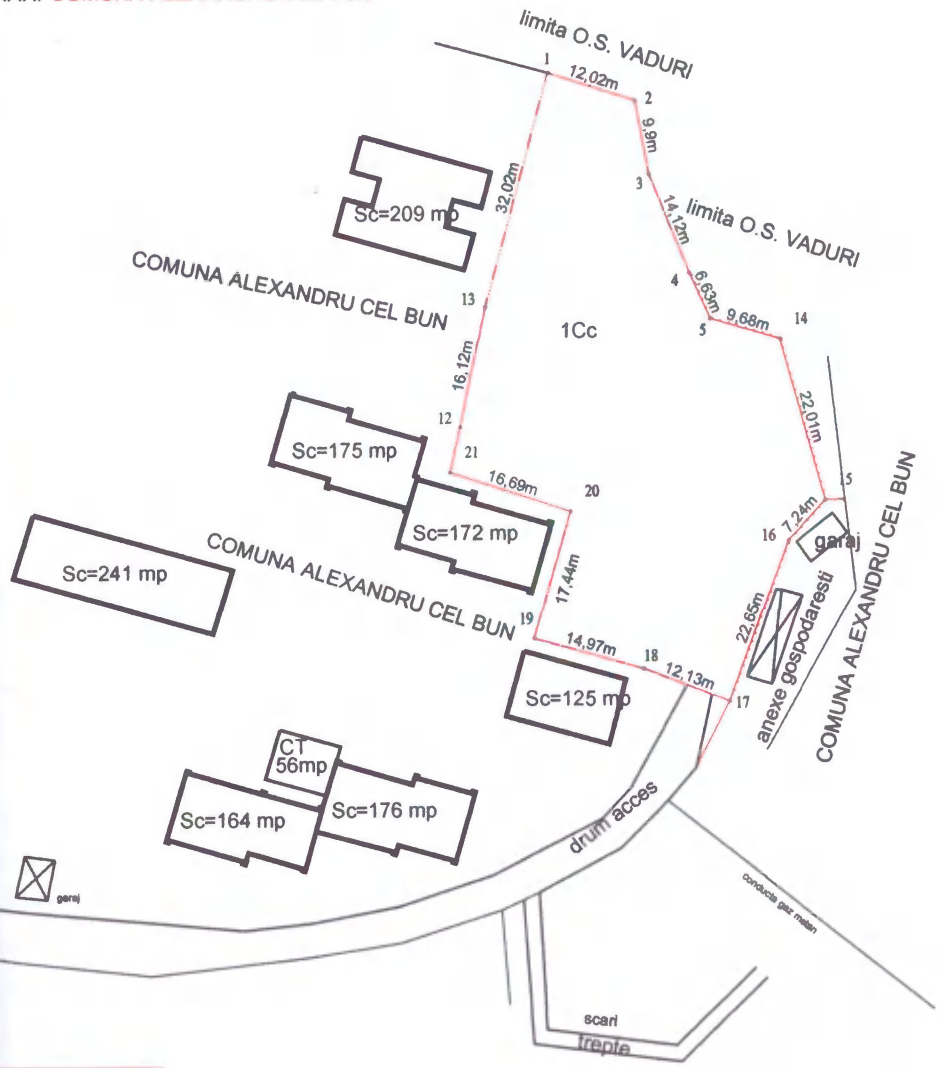 limita O.S. VADURI
1
12,02m
2
9,9m
3
32,02m
14,12m
limita O.S. VADURI
Sc=209 mp
COMUNA ALEXANDRU CEL BUN
4
6,63m
13
5
9,68m
14
1Cc
16,12m
22,01m
12
21
Sc=175 mp
16,69m
20
5
7,24m
16
garaj
Sc=172 mp
COMUNA ALEXANDRU CEL BUN
Sc=241 mp
17,44m
COMUNA ALEXANDRU CEL BUN
19
14,97m
18
22,65m
12,13m
17
anexe gospodaresti
Sc=125 mp
CT
56mp
Sc=164 mp
Sc=176 mp
drum acces
garaj
conducta gaz metan
scari
trepte